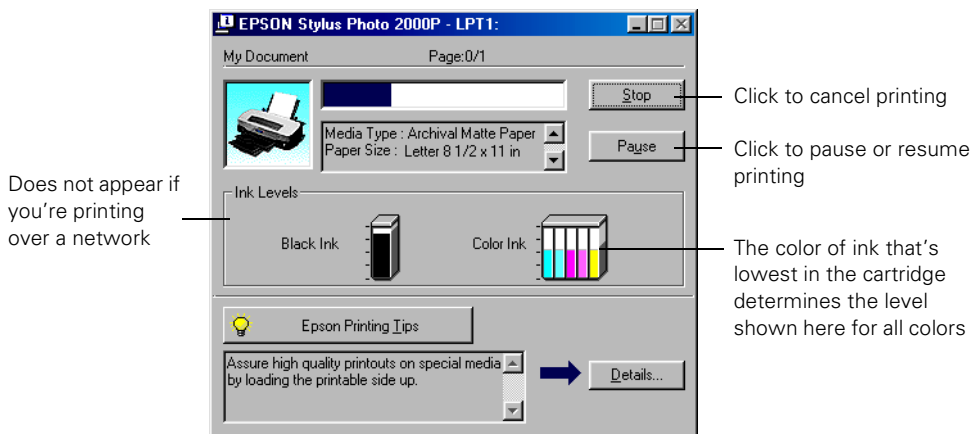 EPSON Stylus Photo 2000P - LPT1:
My Document Page:0/1
Stop
Click to cancel printing
Media Type : Archival Matte Paper
Paper Size : Letter 8 1/2 x 11 in
Pause
Click to pause or resume
printing
Does not appear if
you're printing
over a network
Ink Levels
Black Ink
Color Ink
The color of ink that's
lowest in the cartridge
determines the level
shown here for all colors
Epson Printing Tips
Assure high quality printouts on special media
by loading the printable side up.
Details...